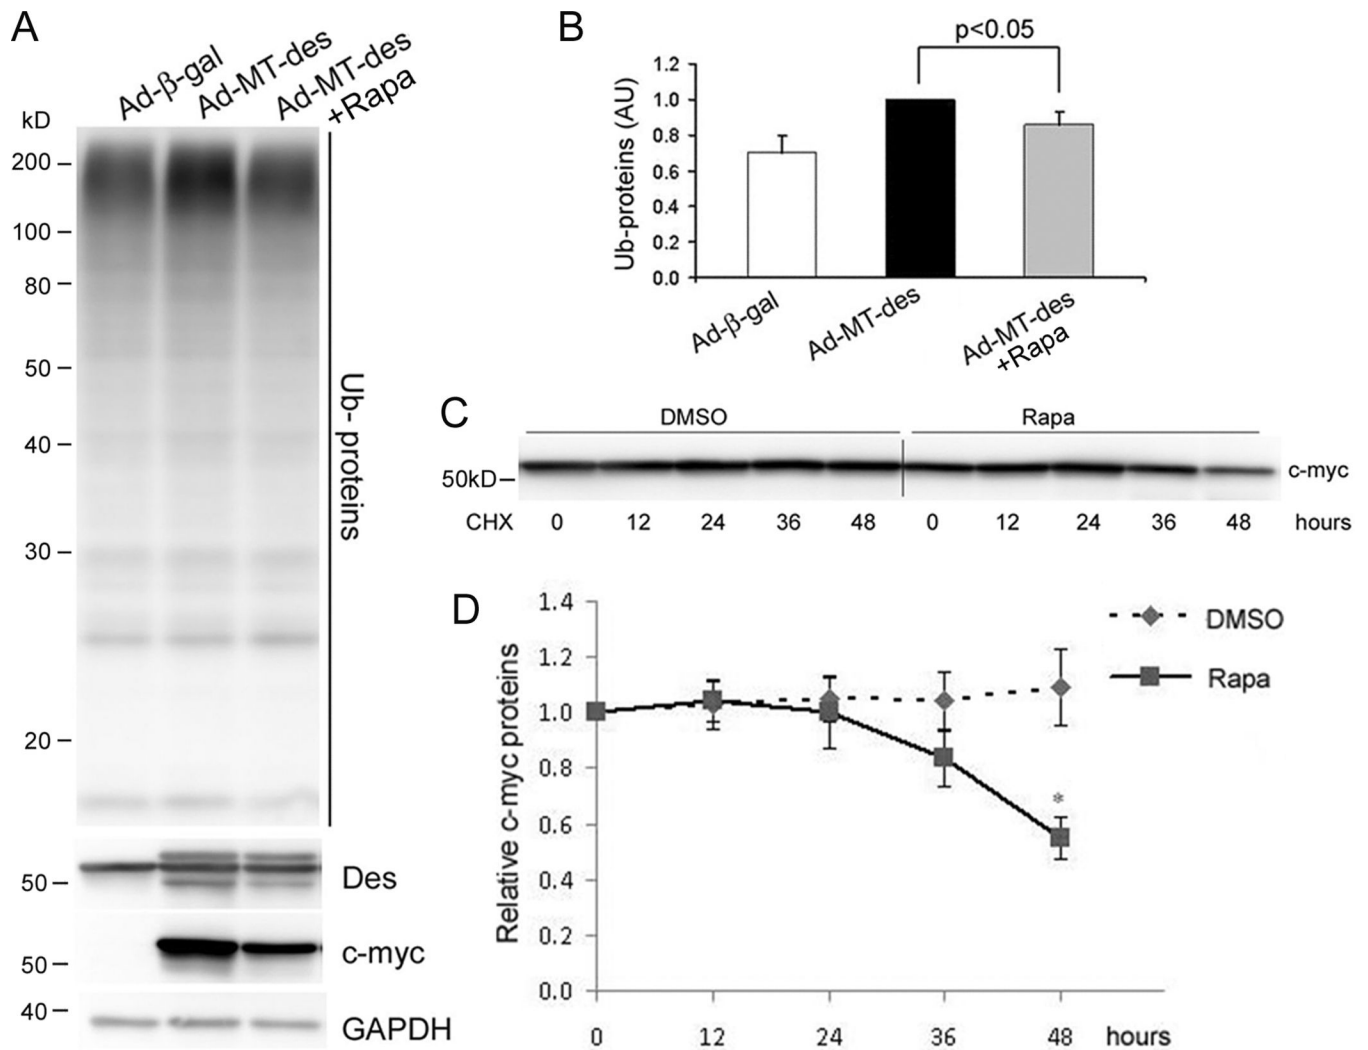 A
Ad-β-gal
Ad-MT-des
Ad-MT-des
+Rapa
kD
200
100
80
50
40
30
20
Ub- proteins
50
Des
50
c-myc
40
GAPDH
B
p<0.05
Ub-proteins (AU)
1.2
1.0
0.8
0.6
0.4
0.2
0.0
Ad-β-gal
Ad-MT-des
Ad-MT-des
+Rapa
C
DMSO Rapa
50kD
c-myc
CHX 0 12 24 36 48 0 12 24 36 48 hours
D
Relative c-myc proteins
1.4
1.2
1.0
0.8
0.6
0.4
0.2
0.0
*
DMSO
Rapa
0 12 24 36 48 hours